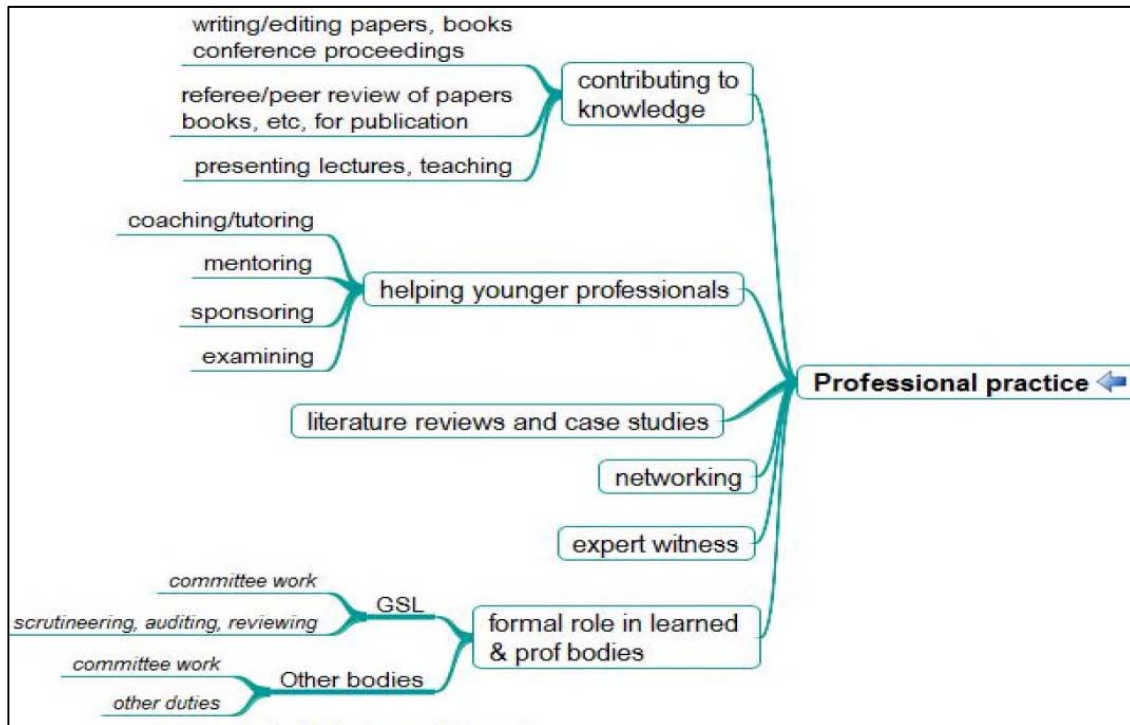 writing/editing papers, books
conference proceedings
referee/peer review of papers
books, etc, for publication
presenting lectures, teaching
contributing to
knowledge
coaching/tutoring
mentoring
sponsoring
examining
helping younger professionals
Professional practice
literature reviews and case studies
networking
expert witness
committee work
scrutineering, auditing, reviewing
GSL
committee work
other duties
Other bodies
formal role in learned
& prof bodies